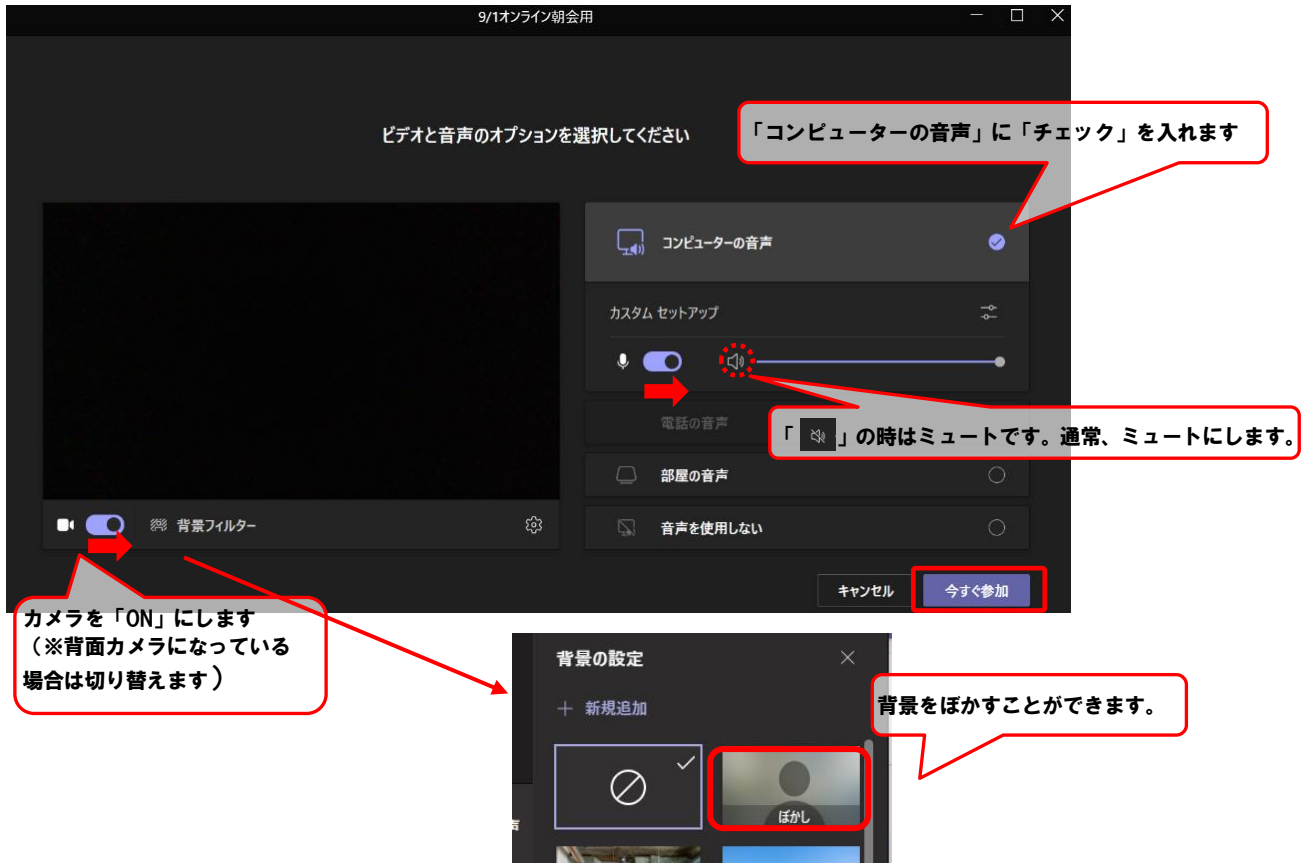 9/1オンライン朝会用
ビデオと音声のオプションを選択してください
「コンピューターの音声」に「チェック」を入れます
コンピューターの音声
カスタム セットアップ
電話の音声
「 」の時はミュートです。通常、ミュートにします。
部屋の音声
背景フィルター
音声を使用しない
キャンセル
今すぐ参加
カメラを「ON」にします
(※背面カメラになっている
場合は切り替えます)
背景の設定
+ 新規追加
背景をぼかすことができます。
ぼかし
声